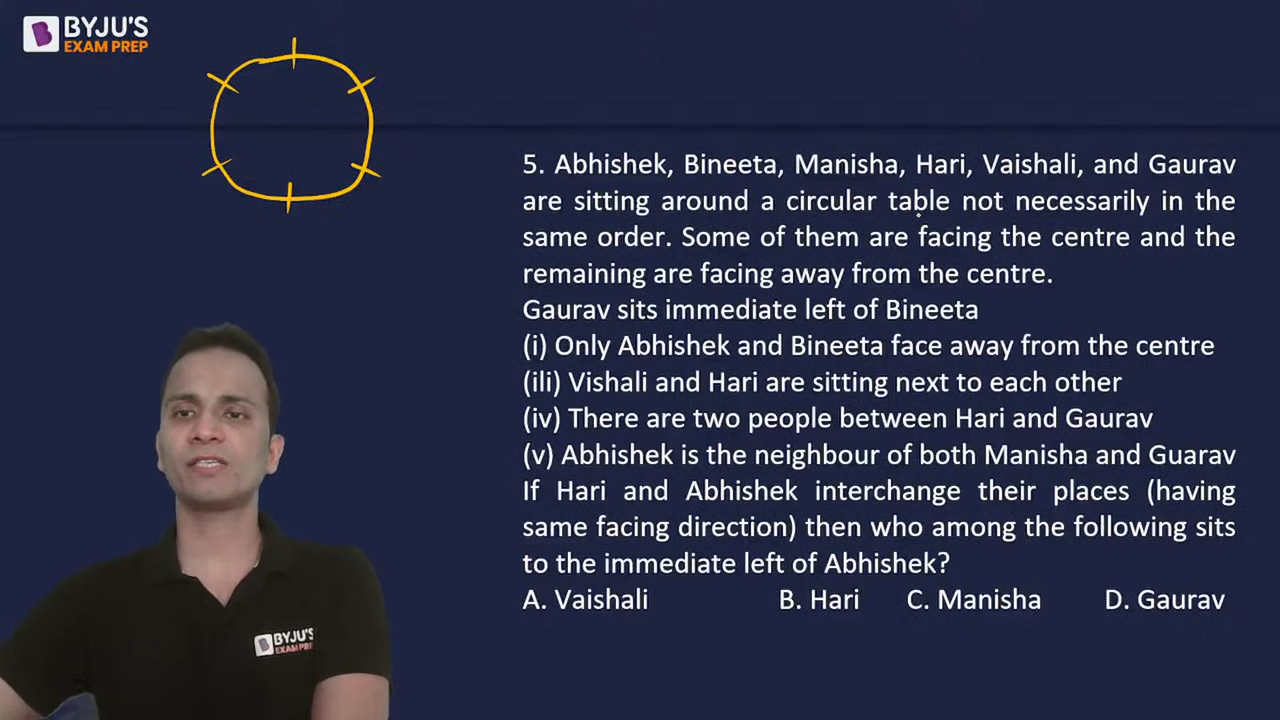 BYJU'S
EXAM PREP
5. Abhishek, Bineeta, Manisha, Hari, Vaishali, and Gaurav
are sitting around a circular table not necessarily in the
same order. Some of them are facing the centre and the
remaining are facing away from the centre.
Gaurav sits immediate left of Bineeta
(i) Only Abhishek and Bineeta face away from the centre
(ili) Vishali and Hari are sitting next to each other
(iv) There are two people between Hari and Gaurav
(v) Abhishek is the neighbour of both Manisha and Guarav
If Hari and Abhishek interchange their places (having
same facing direction) then who among the following sits
to the immediate left of Abhishek?
A. Vaishali B. Hari C. Manisha D. Gaurav
BYJU'S
EXAM PREP